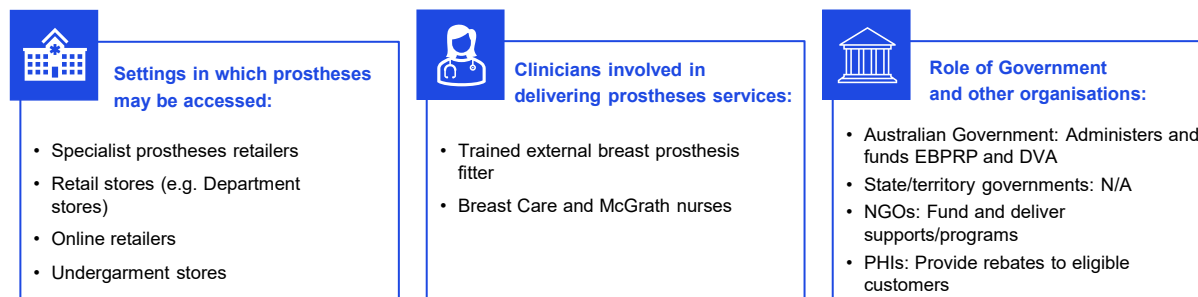 Settings in which prostheses
may be accessed:
• Specialist prostheses retailers
• Retail stores (e.g. Department
stores)
• Online retailers
• Undergarment stores
Clinicians involved in
delivering prostheses services:
• Trained external breast prosthesis
fitter
• Breast Care and McGrath nurses
Role of Government
and other organisations:
• Australian Government: Administers and
funds EBPRP and DVA
• State/territory governments: N/A
• NGOs: Fund and deliver
supports/programs
• PHIs: Provide rebates to eligible
customers